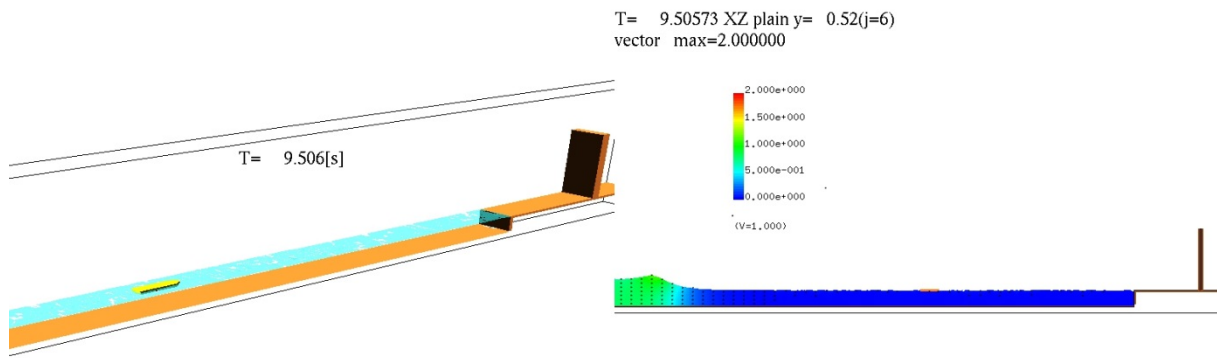 T= 9.506[s]
T= 9.50573 XZ plain y= 0.52(j=6)
vector max=2.000000
2.000e+000
1.500e+000
1.000e+000
5.000e-001
0.000e+000
(V=1.000)